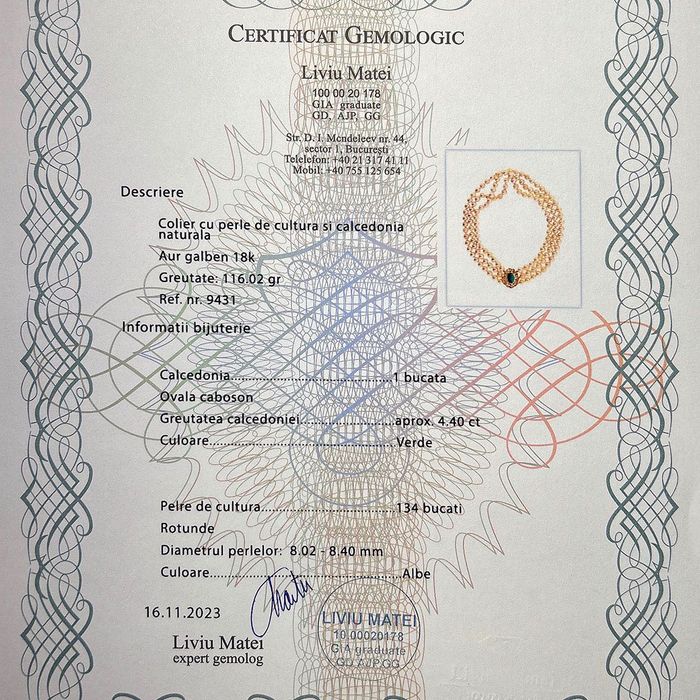 CERTIFICAT GEMOLOGIC
Liviu Matei
100 00 20 178
GIA graduate
GD, AJP, GG
Str. D. I. Mendeleev nr. 44,
sector 1, București
Telelefon: +40 21 317 41 11
Mobil: +40 755 125 654
Descriere
Colier cu perle de cultura si calcedonia
naturala
Aur galben 18k
Greutate: 116.02 gr
Ref. nr. 9431
Informatii bijuterie
Calcedonia..............................1 bucata
Ovala caboson
Greutatea calcedoniei.................aprox. 4.40 ct
Culoare...................................Verde
Pelre de cultura.........................134 bucati
Rotunde
Diametrul perlelor: 8.02 - 8.40 mm
Culoare...................................Albe
16.11.2023
Liviu Matei
expert gemolog
LIVIU MATEI
10 00020178
GIA graduate
GD AJP GG